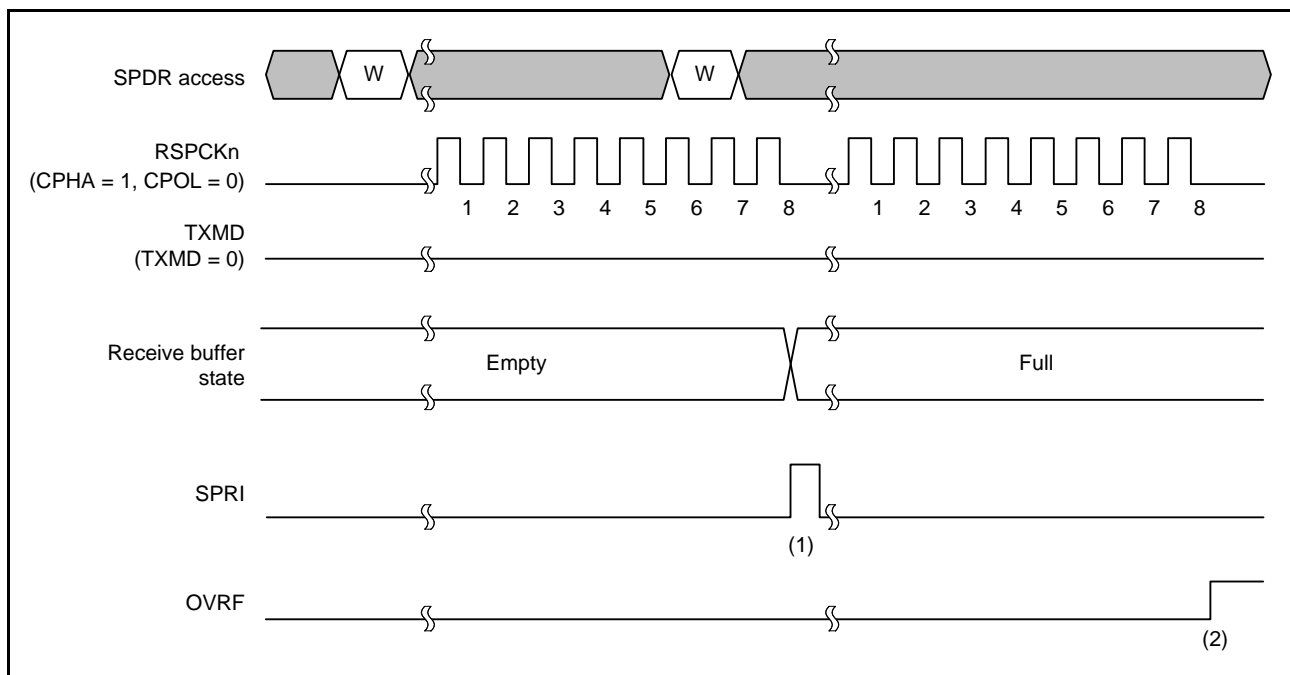 SPDR access
W
W
RSPCKn
(CPHA = 1, CPOL = 0)
1 2 3 4 5 6 7 8 1 2 3 4 5 6 7 8
TXMD
(TXMD = 0)
Receive buffer
state
Empty
Full
SPRI
(1)
OVRF
(2)